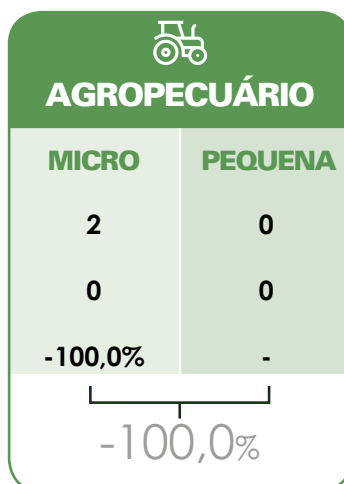 AGROPECUÁRIO
MICRO PEQUENA
2 0
0 0
-100,0% -
-100,0%